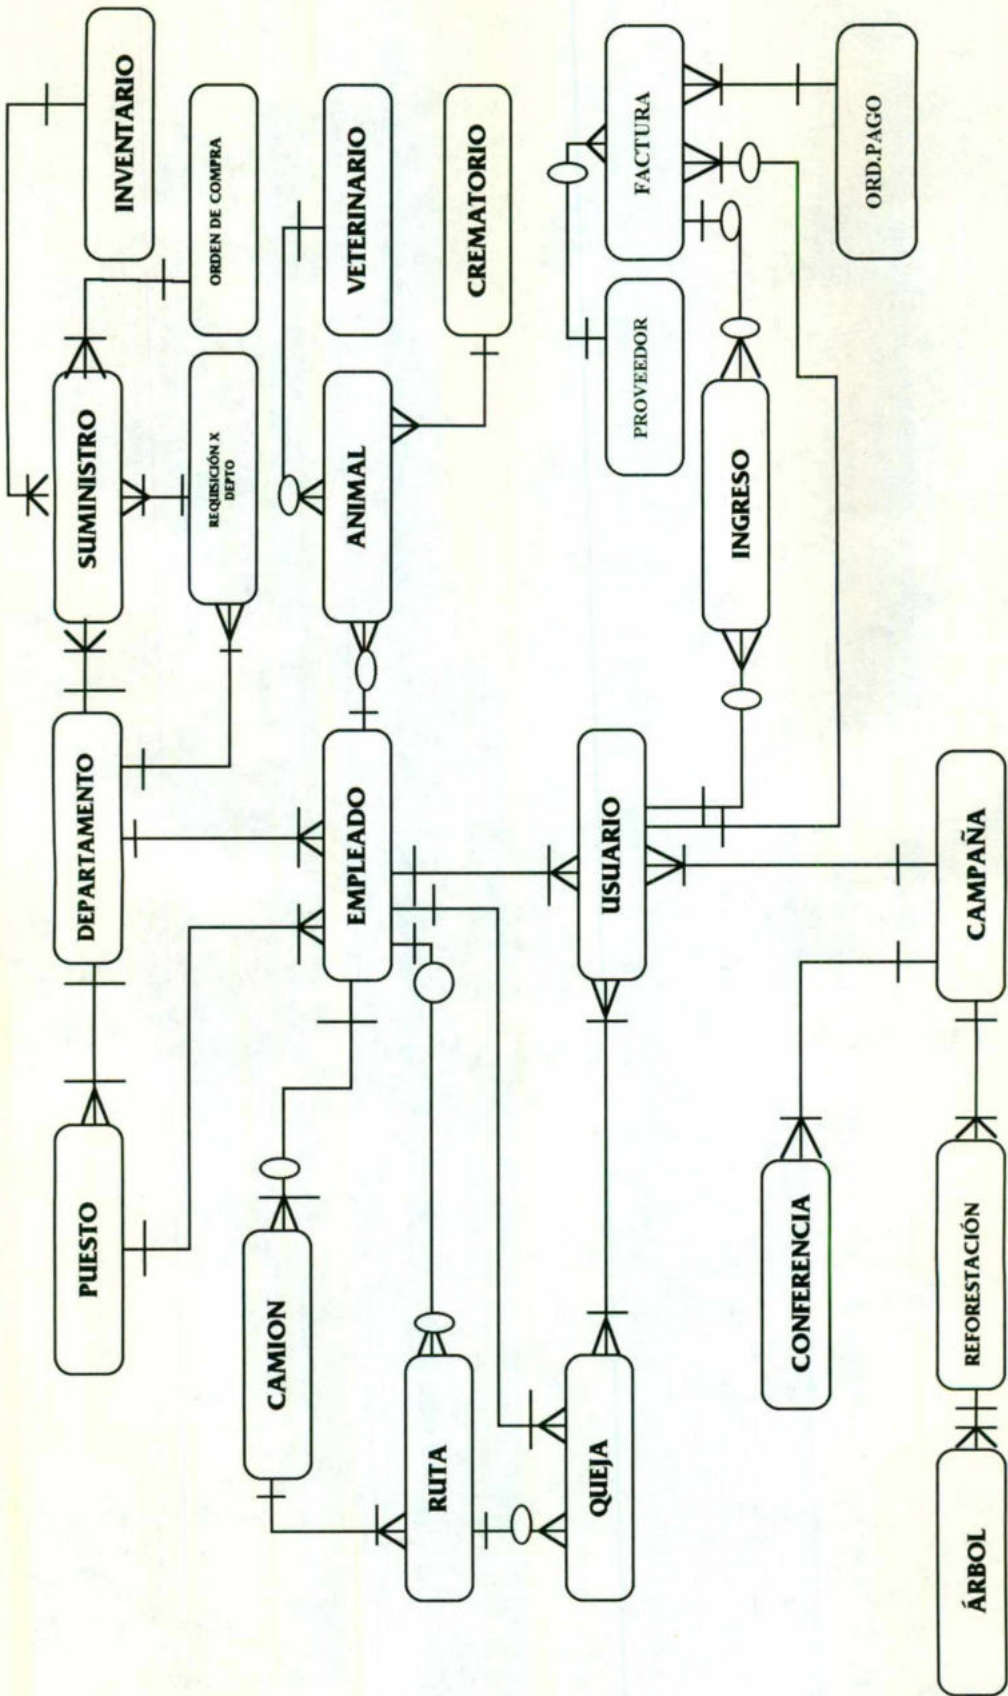 PUESTO
DEPARTAMENTO
SUMINISTRO
INVENTARIO
ORDEN DE COMPRA
REQUISICIÓN X
DEPTO
CAMION
EMPLEADO
ANIMAL
VETERINARIO
RUTA
CREMATORIO
QUEJA
USUARIO
PROVEEDOR
FACTURA
INGRESO
CONFERENCIA
ORD.PAGO
ÁRBOL
REFORESTACIÓN
CAMPAÑA